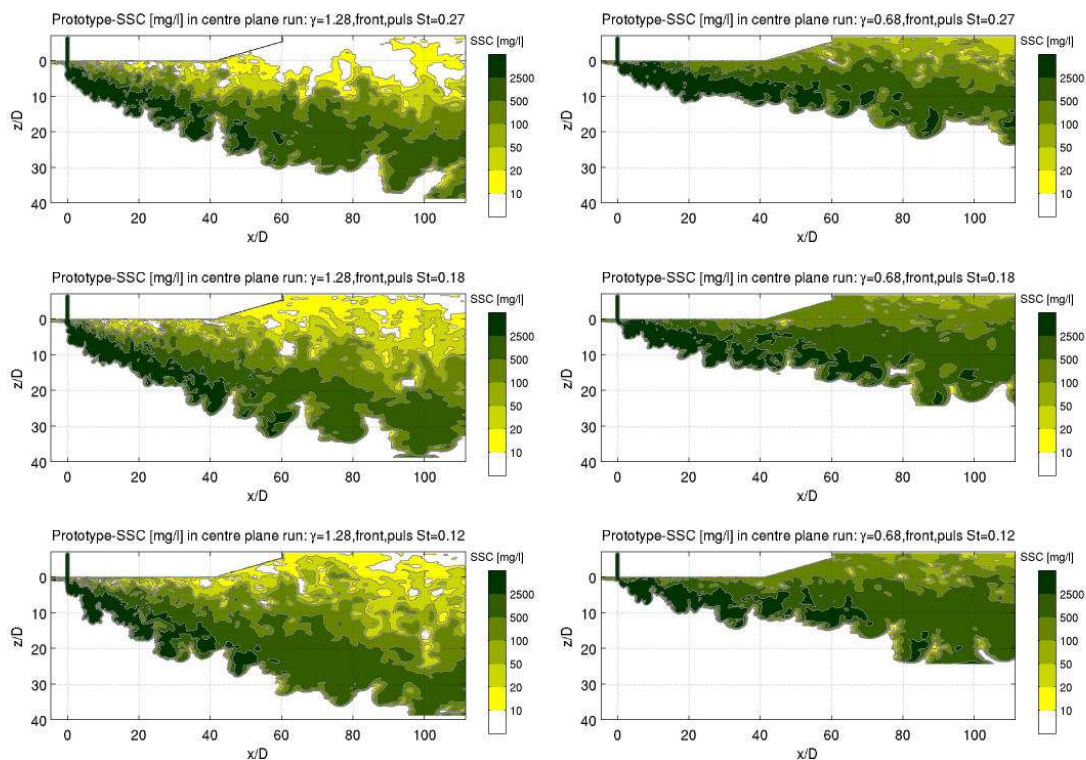 Prototype-SSC [mg/l] in centre plane run: γ=1.28,front,puls St=0.27
SSC [mg/l]
2500
500
100
50
20
10
0
10
20
30
40
z/D
0 20 40 60 80 100
x/D
Prototype-SSC [mg/l] in centre plane run: γ=0.68,front,puls St=0.27
SSC [mg/l]
2500
500
100
50
20
10
0
10
20
30
40
z/D
0 20 40 60 80 100
x/D
Prototype-SSC [mg/l] in centre plane run: γ=1.28,front,puls St=0.18
SSC [mg/l]
2500
500
100
50
20
10
0
10
20
30
40
z/D
0 20 40 60 80 100
x/D
Prototype-SSC [mg/l] in centre plane run: γ=0.68,front,puls St=0.18
SSC [mg/l]
2500
500
100
50
20
10
0
10
20
30
40
z/D
0 20 40 60 80 100
x/D
Prototype-SSC [mg/l] in centre plane run: γ=1.28,front,puls St=0.12
SSC [mg/l]
2500
500
100
50
20
10
0
10
20
30
40
z/D
0 20 40 60 80 100
x/D
Prototype-SSC [mg/l] in centre plane run: γ=0.68,front,puls St=0.12
SSC [mg/l]
2500
500
100
50
20
10
0
10
20
30
40
z/D
0 20 40 60 80 100
x/D